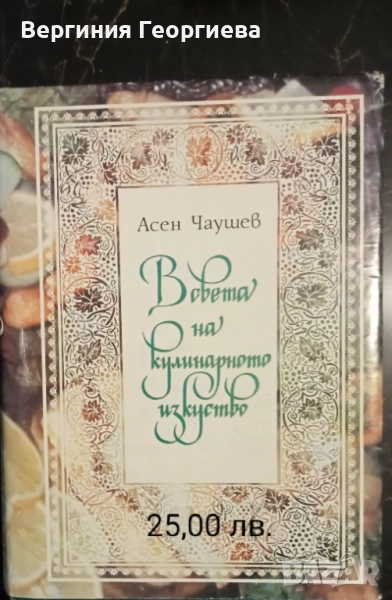 Вергиния Георгиева
Асен Чаушев
В света
на
кулинарното
изкуство
25,00 лв.